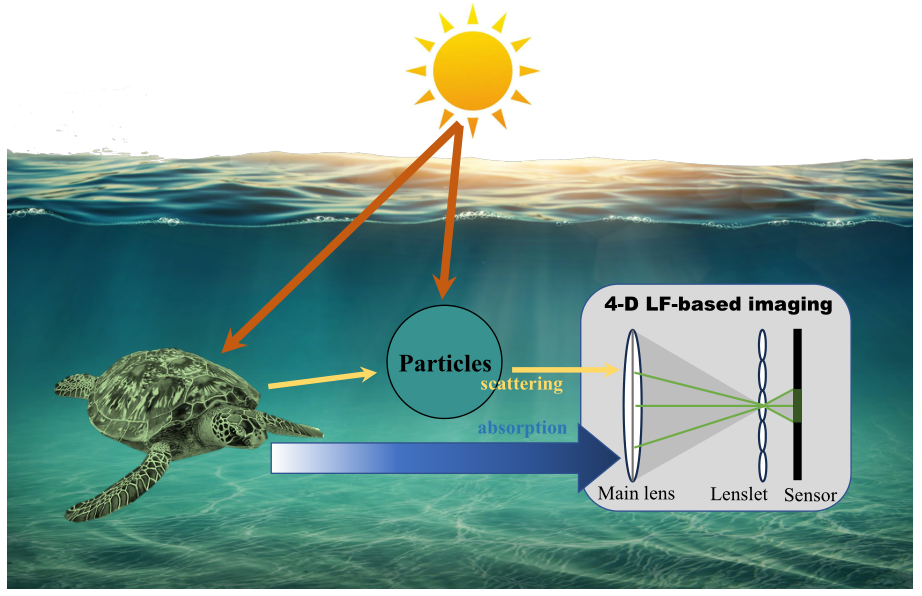 4-D LF-based imaging
Particles
scattering
absorption
Main lens
Lenslet
Sensor